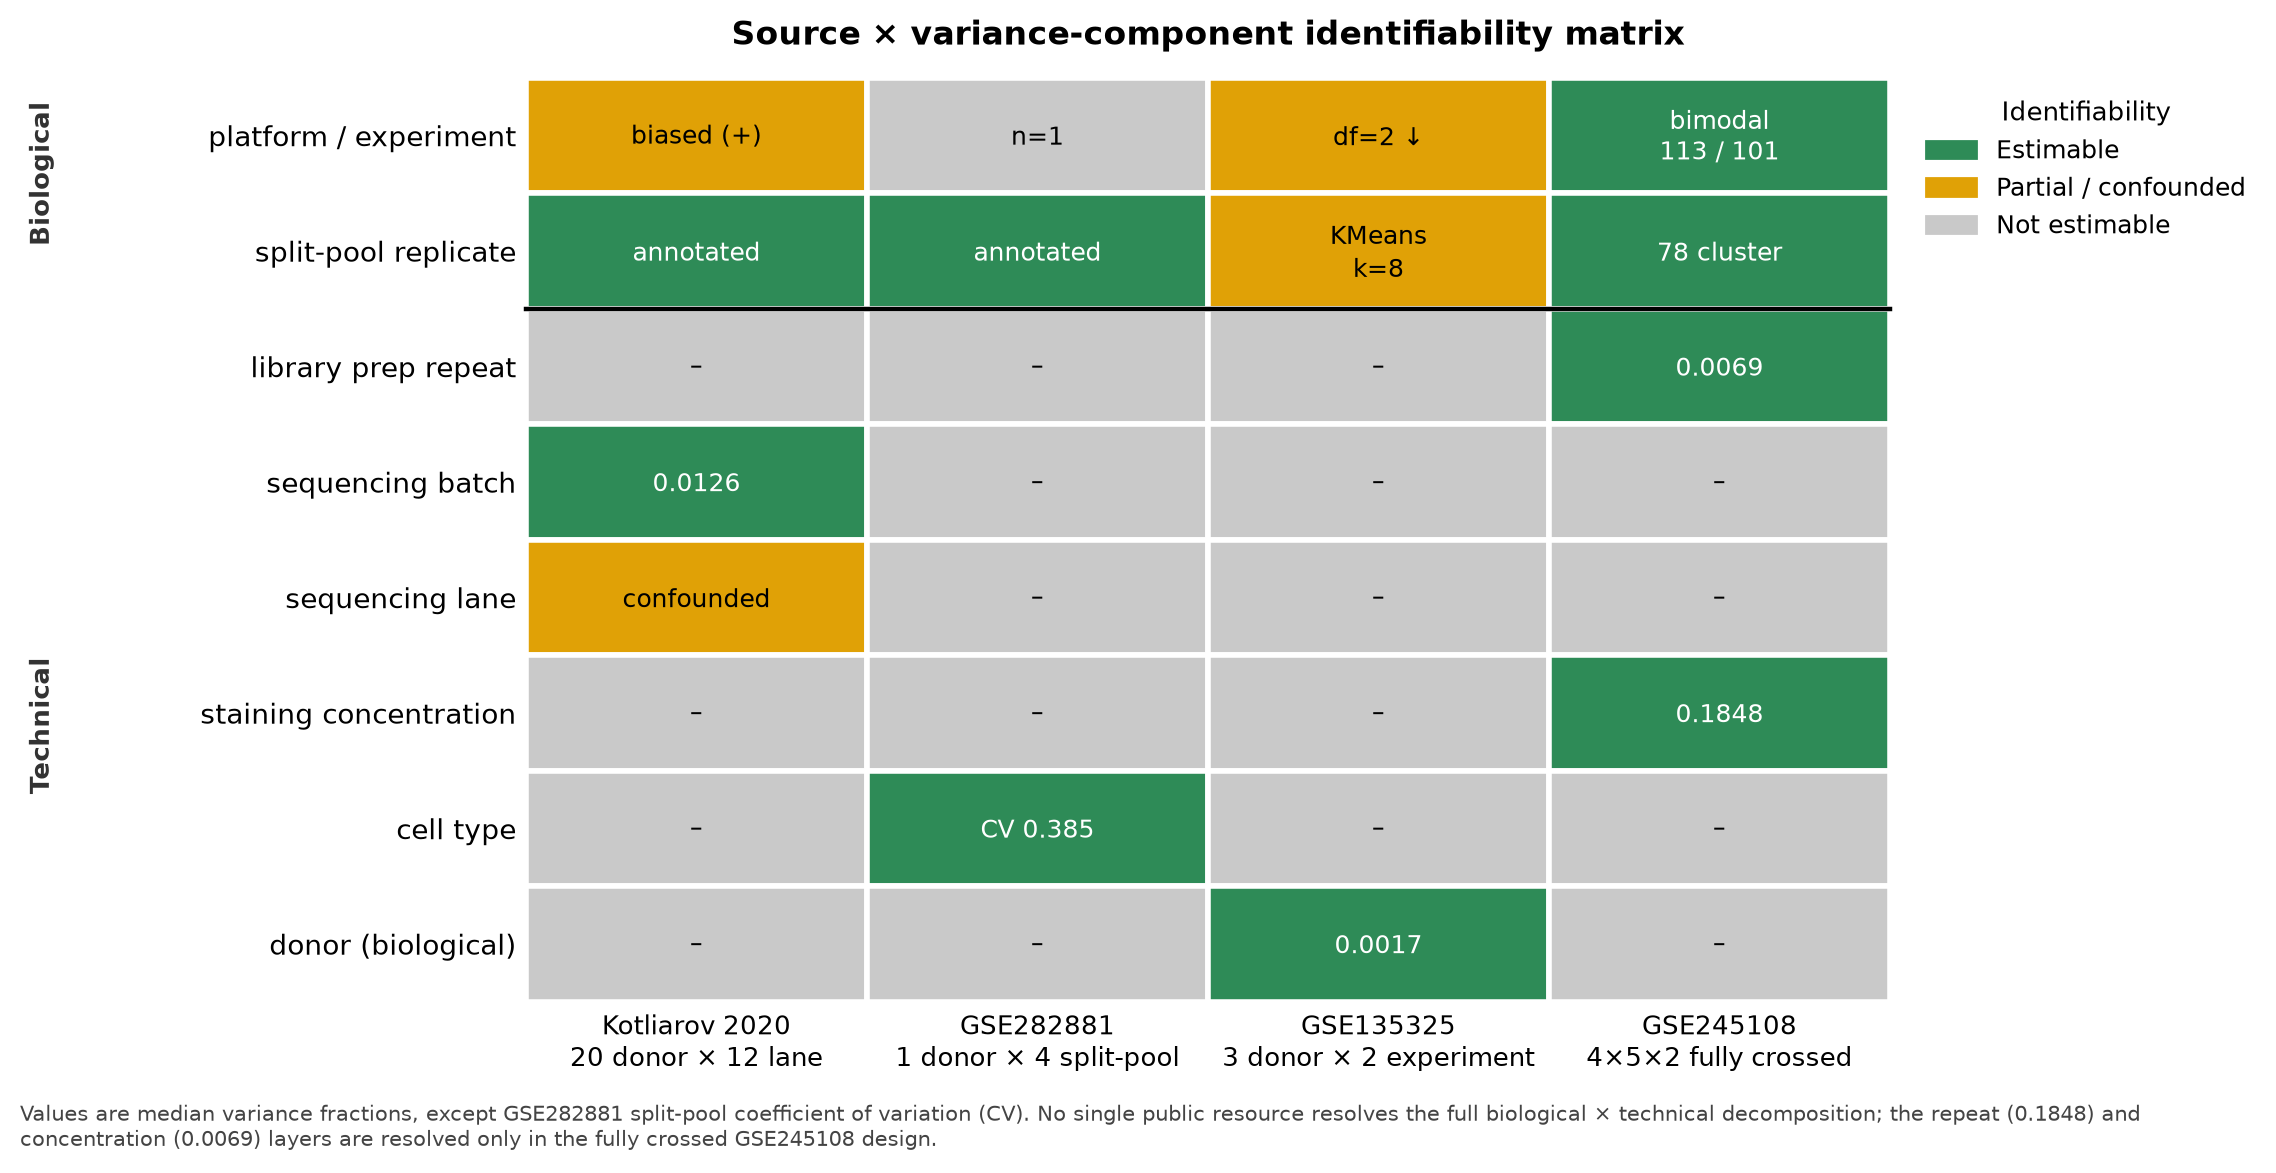 Source × variance-component identifiability matrix
Biological
Technical
platform / experiment
biased (+)
n=1
df=2 ↓
bimodal
113 / 101
split-pool replicate
annotated
annotated
KMeans
k=8
78 cluster
library prep repeat
–
–
–
0.0069
sequencing batch
0.0126
–
–
–
sequencing lane
confounded
–
–
–
staining concentration
–
–
–
0.1848
cell type
–
CV 0.385
–
–
donor (biological)
–
–
0.0017
–
Kotliarov 2020
20 donor × 12 lane
GSE282881
1 donor × 4 split-pool
GSE135325
3 donor × 2 experiment
GSE245108
4×5×2 fully crossed
Identifiability
Estimable
Partial / confounded
Not estimable
Values are median variance fractions, except GSE282881 split-pool coefficient of variation (CV). No single public resource resolves the full biological × technical decomposition; the repeat (0.1848) and
concentration (0.0069) layers are resolved only in the fully crossed GSE245108 design.